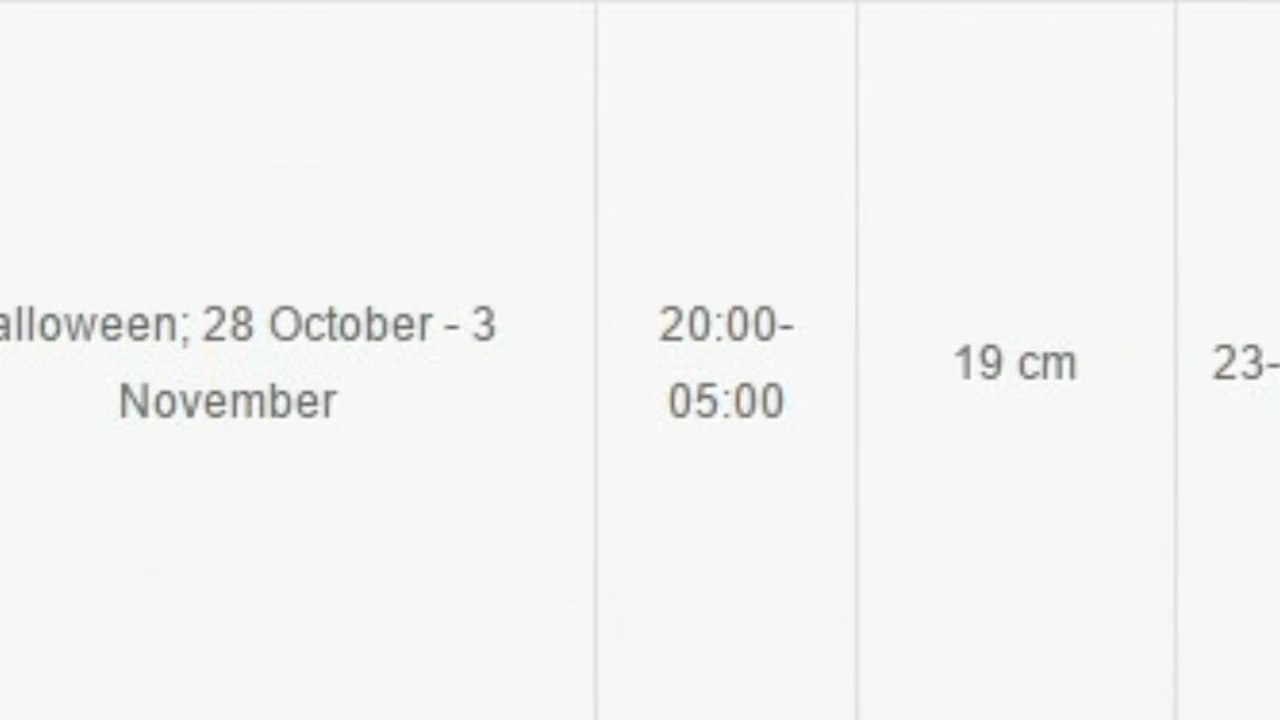 alloween; 28 October - 3
November
20:00-
05:00
19 cm
23-